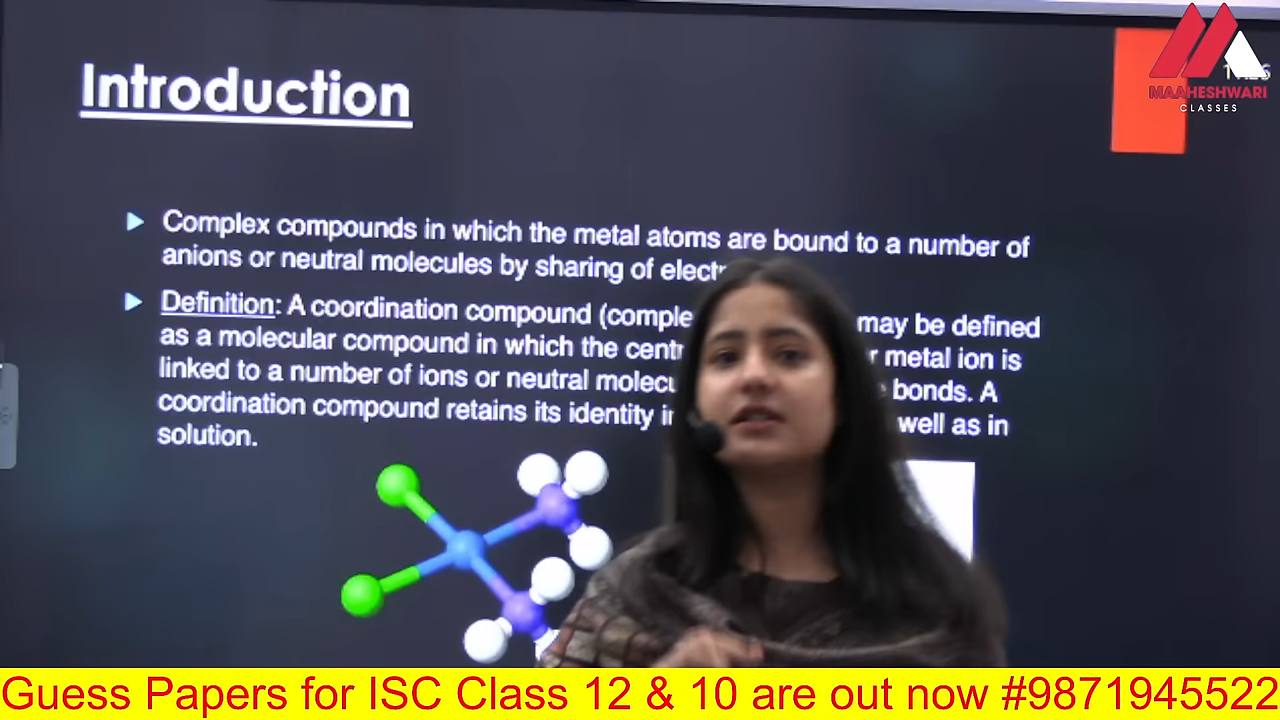 Introduction
MAAHESHWARI
CLASSES
Complex compounds in which the metal atoms are bound to a number of
anions or neutral molecules by sharing of
Definition: A coordination compound may be defined
as a molecular compound in which the metal ion is
linked to a number of ions or neutral bonds. A
coordination compound retains its identity well as in
solution.
Guess Papers for ISC Class 12 & 10 are out now #9871945522